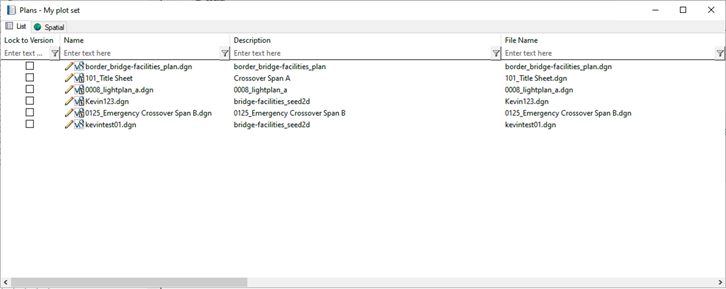 Plans - My plot set
List Spatial
Lock to Version Name Description File Name
Enter text ... Enter text here Enter text here Enter text here
border_bridge-facilities_plan.dgn border_bridge-facilities_plan border_bridge-facilities_plan.dgn
101_Title Sheet Crossover Span A 101_Title Sheet.dgn
0008_lightplan_a.dgn 0008_lightplan_a 0008_lightplan_a.dgn
Kevin123.dgn bridge-facilities_seed2d Kevin123.dgn
0125_Emergency Crossover Span B.dgn 0125_Emergency Crossover Span B 0125_Emergency Crossover Span B.dgn
kevintest01.dgn bridge-facilities_seed2d kevintest01.dgn